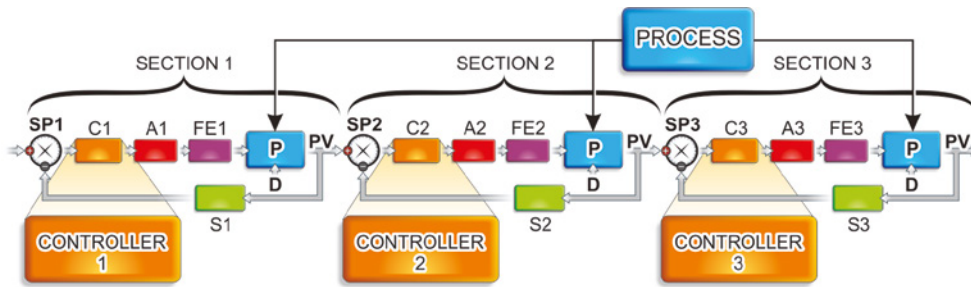 PROCESS
SECTION 1
SECTION 2
SECTION 3
SP1 C1 A1 FE1 P PV SP2 C2 A2 FE2 P PV SP3 C3 A3 FE3 P PV
D D D
S1 S2 S3
CONTROLLER
1
CONTROLLER
2
CONTROLLER
3